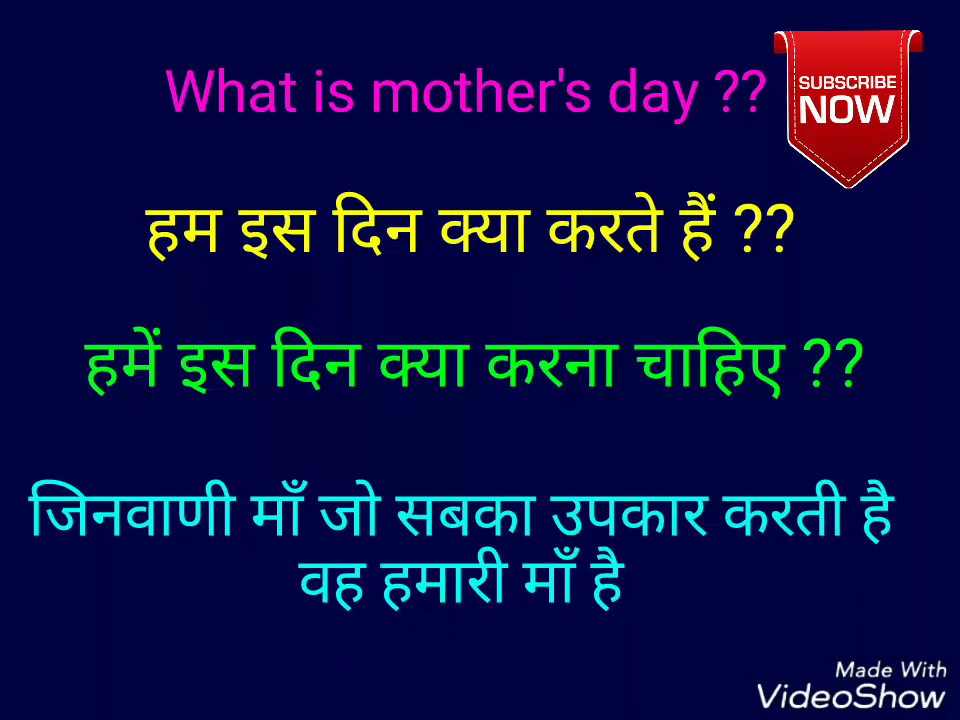 What is mother's day ??
SUBSCRIBE
NOW
हम इस दिन क्या करते हैं ??
हमें इस दिन क्या करना चाहिए ??
जिनवाणी माँ जो सबका उपकार करती है
वह हमारी माँ है
Made With
VideoShow